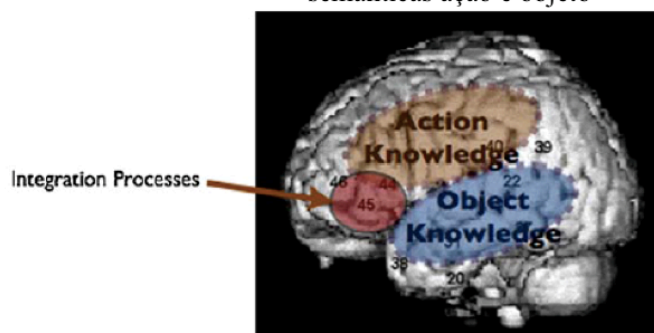 semânticas ação e objeto
Action
Knowledge
40
39
Integration Processes
46
44
45
22
Object
Knowledge
38
20